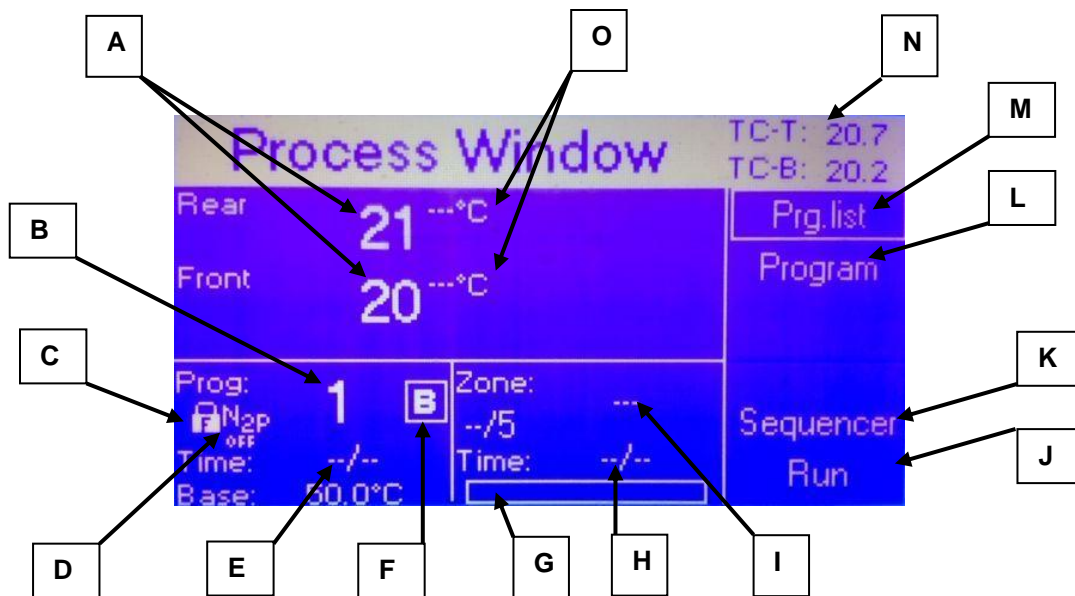 A
O
N
M
L
B
C
K
J
D
E
F
G
H
I
Process Window
TC-T: 20.7
TC-B: 20.2
Rear 21 ---°C
Front 20 ---°C
Prg.list
Program
Sequencer
Run
Prog: 1 B
F N2P
OFF
Time: --/--
Base: 50.0°C
Zone: ---
--/5
Time: --/--